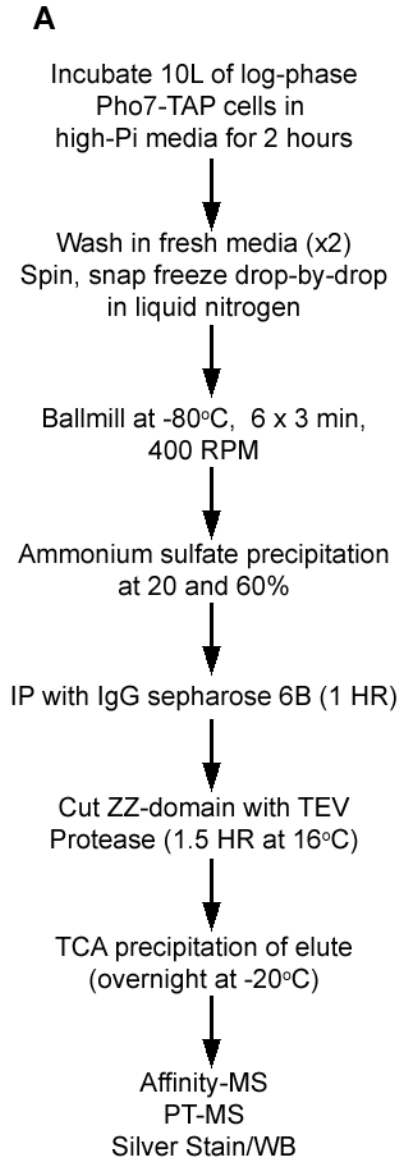 A
Incubate 10L of log-phase
Pho7-TAP cells in
high-Pi media for 2 hours
Wash in fresh media (x2)
Spin, snap freeze drop-by-drop
in liquid nitrogen
Ballmill at -80°C, 6 x 3 min,
400 RPM
Ammonium sulfate precipitation
at 20 and 60%
IP with IgG sepharose 6B (1 HR)
Cut ZZ-domain with TEV
Protease (1.5 HR at 16°C)
TCA precipitation of elute
(overnight at -20°C)
Affinity-MS
PT-MS
Silver Stain/WB